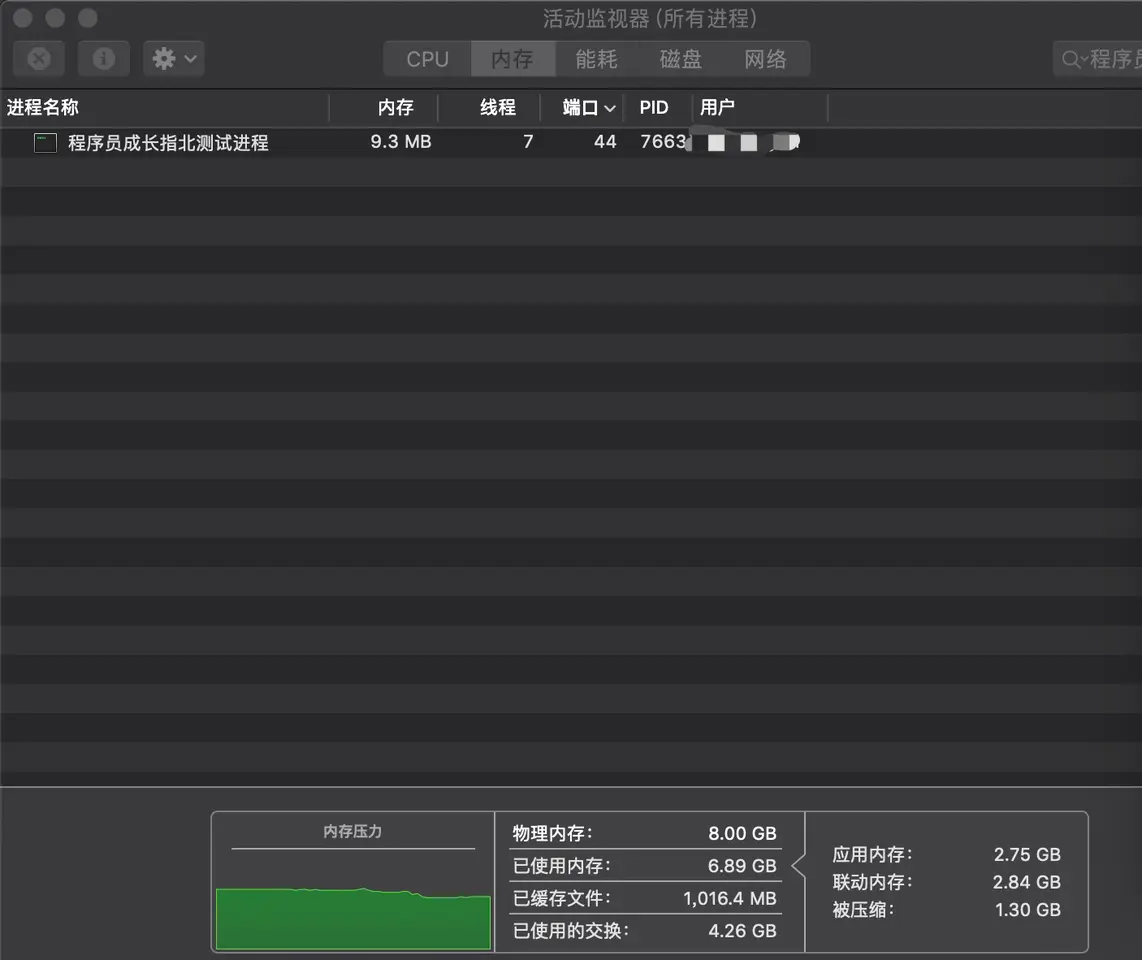 活动监视器 (所有进程)
CPU 内存 能耗 磁盘 网络 程序员
进程名称 内存 线程 端口 PID 用户
程序员成长指北测试进程 9.3 MB 7 44 7663
内存压力
物理内存: 8.00 GB
已使用内存: 6.89 GB
已缓存文件: 1,016.4 MB
已使用的交换: 4.26 GB
应用内存: 2.75 GB
联动内存: 2.84 GB
被压缩: 1.30 GB